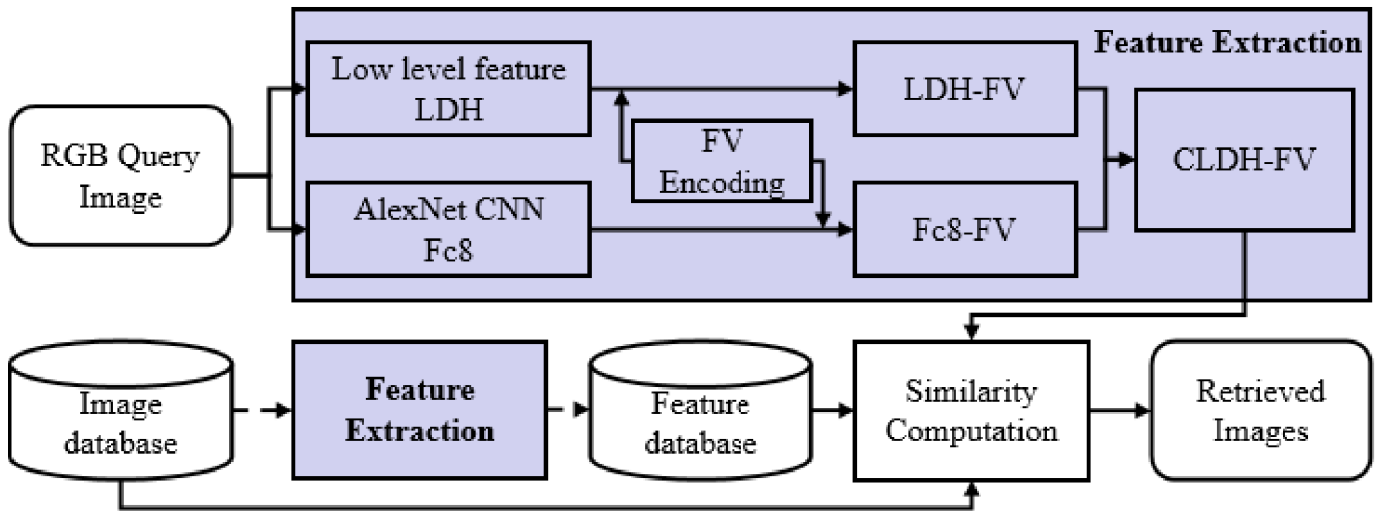 Feature Extraction
Low level feature
LDH
LDH-FV
RGB Query
Image
FV
Encoding
CLDH-FV
AlexNet CNN
Fc8
Fc8-FV
Image
database
Feature
Extraction
Feature
database
Similarity
Computation
Retrieved
Images